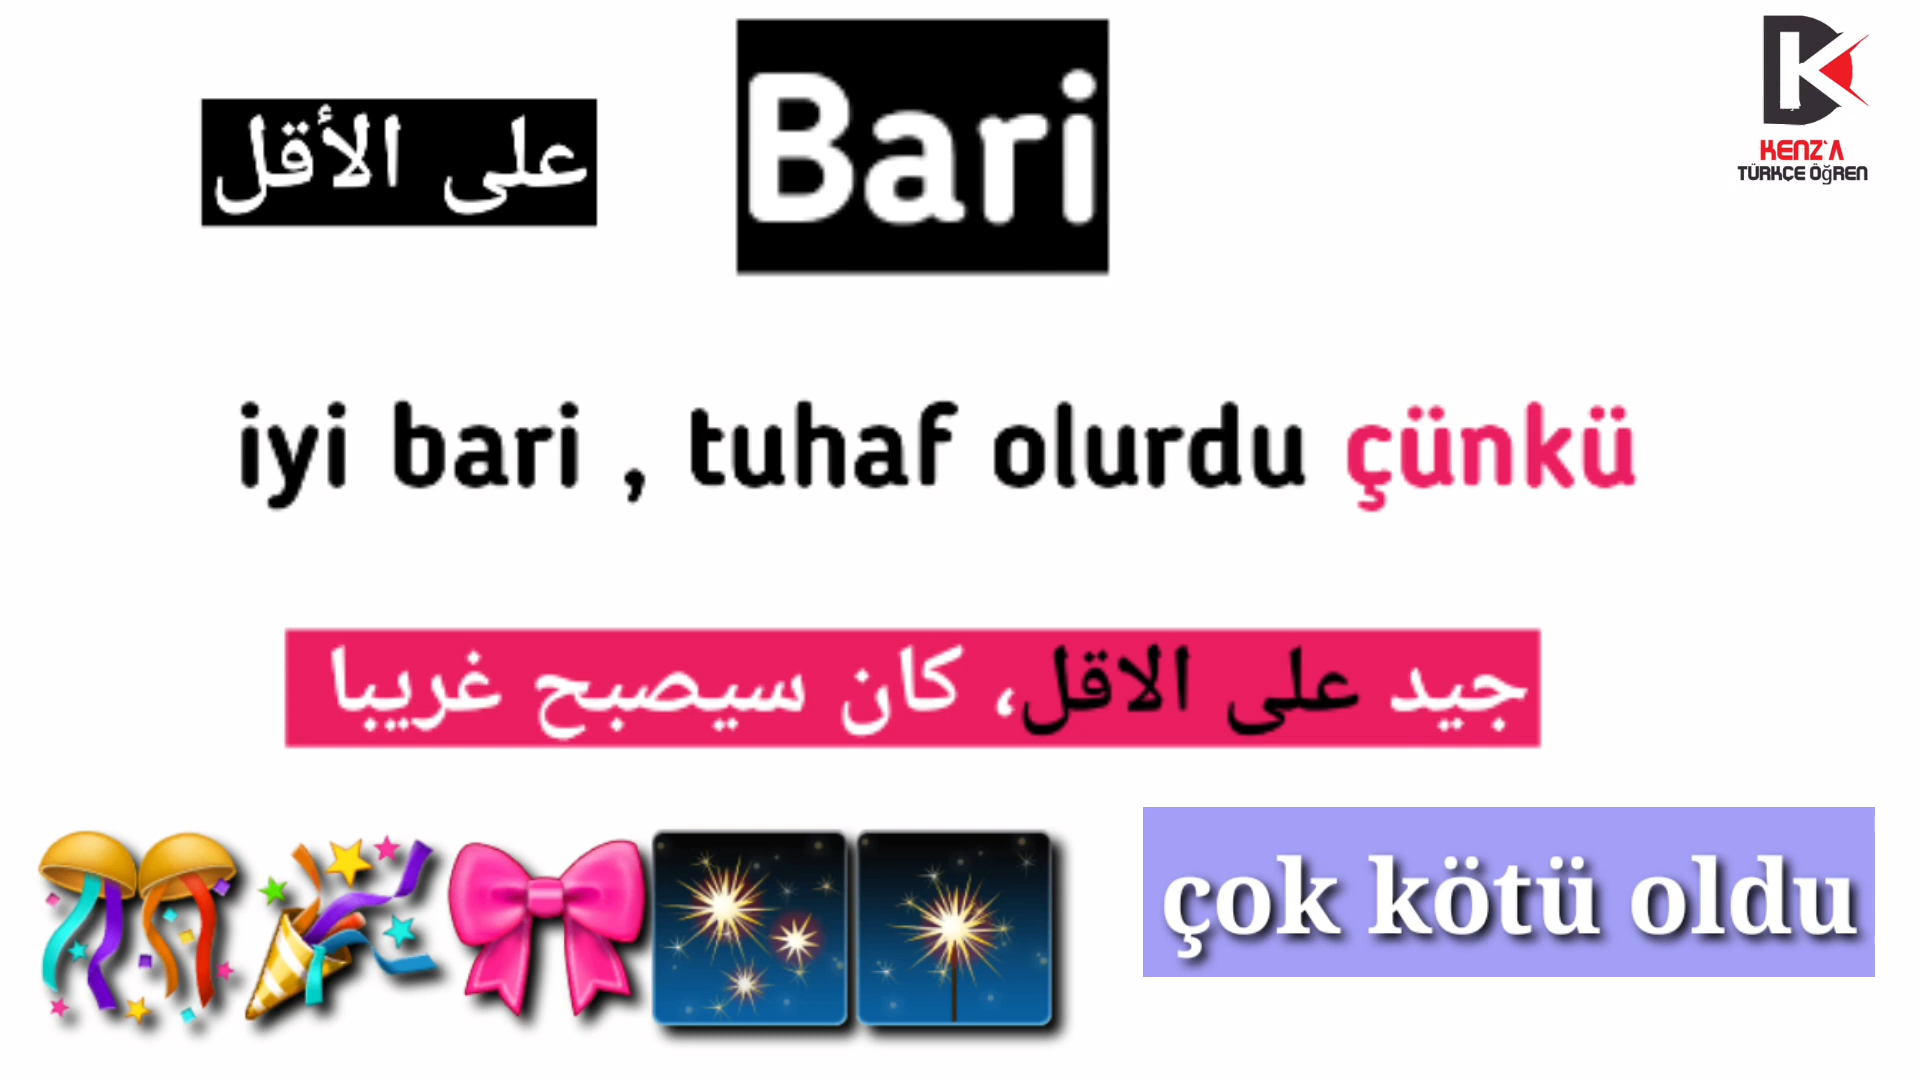 Bari
على الأقل
KENZ'A
TÜRKÇE ÖĞREN
iyi bari , tuhaf olurdu çünkü
جيد على الاقل، كان سيصبح غريبا
çok kötü oldu